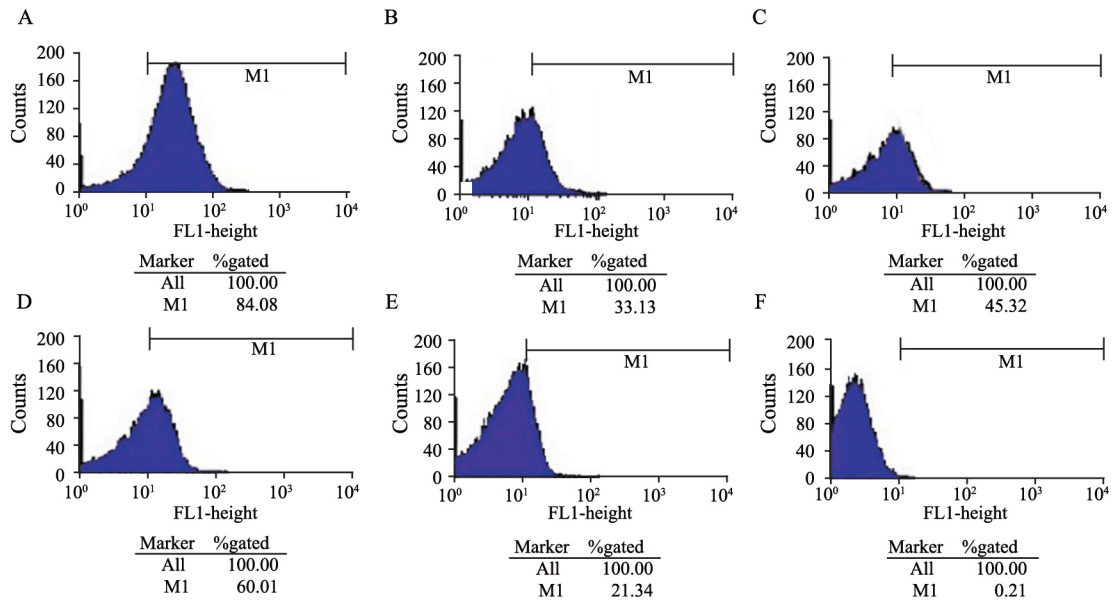 A
B
C
200
160
120
80
40
0
Counts
M1
10⁰ 10¹ 10² 10³ 10⁴
FL1-height
Marker %gated
All 100.00
M1 84.08
200
160
120
80
40
0
Counts
M1
10⁰ 10¹ 10² 10³ 10⁴
FL1-height
Marker %gated
All 100.00
M1 33.13
200
160
120
80
40
0
Counts
M1
10⁰ 10¹ 10² 10³ 10⁴
FL1-height
Marker %gated
All 100.00
M1 45.32
D
E
F
200
160
120
80
40
0
Counts
M1
10⁰ 10¹ 10² 10³ 10⁴
FL1-height
Marker %gated
All 100.00
M1 60.01
200
160
120
80
40
0
Counts
M1
10⁰ 10¹ 10² 10³ 10⁴
FL1-height
Marker %gated
All 100.00
M1 21.34
200
160
120
80
40
0
Counts
M1
10⁰ 10¹ 10² 10³ 10⁴
FL1-height
Marker %gated
All 100.00
M1 0.21